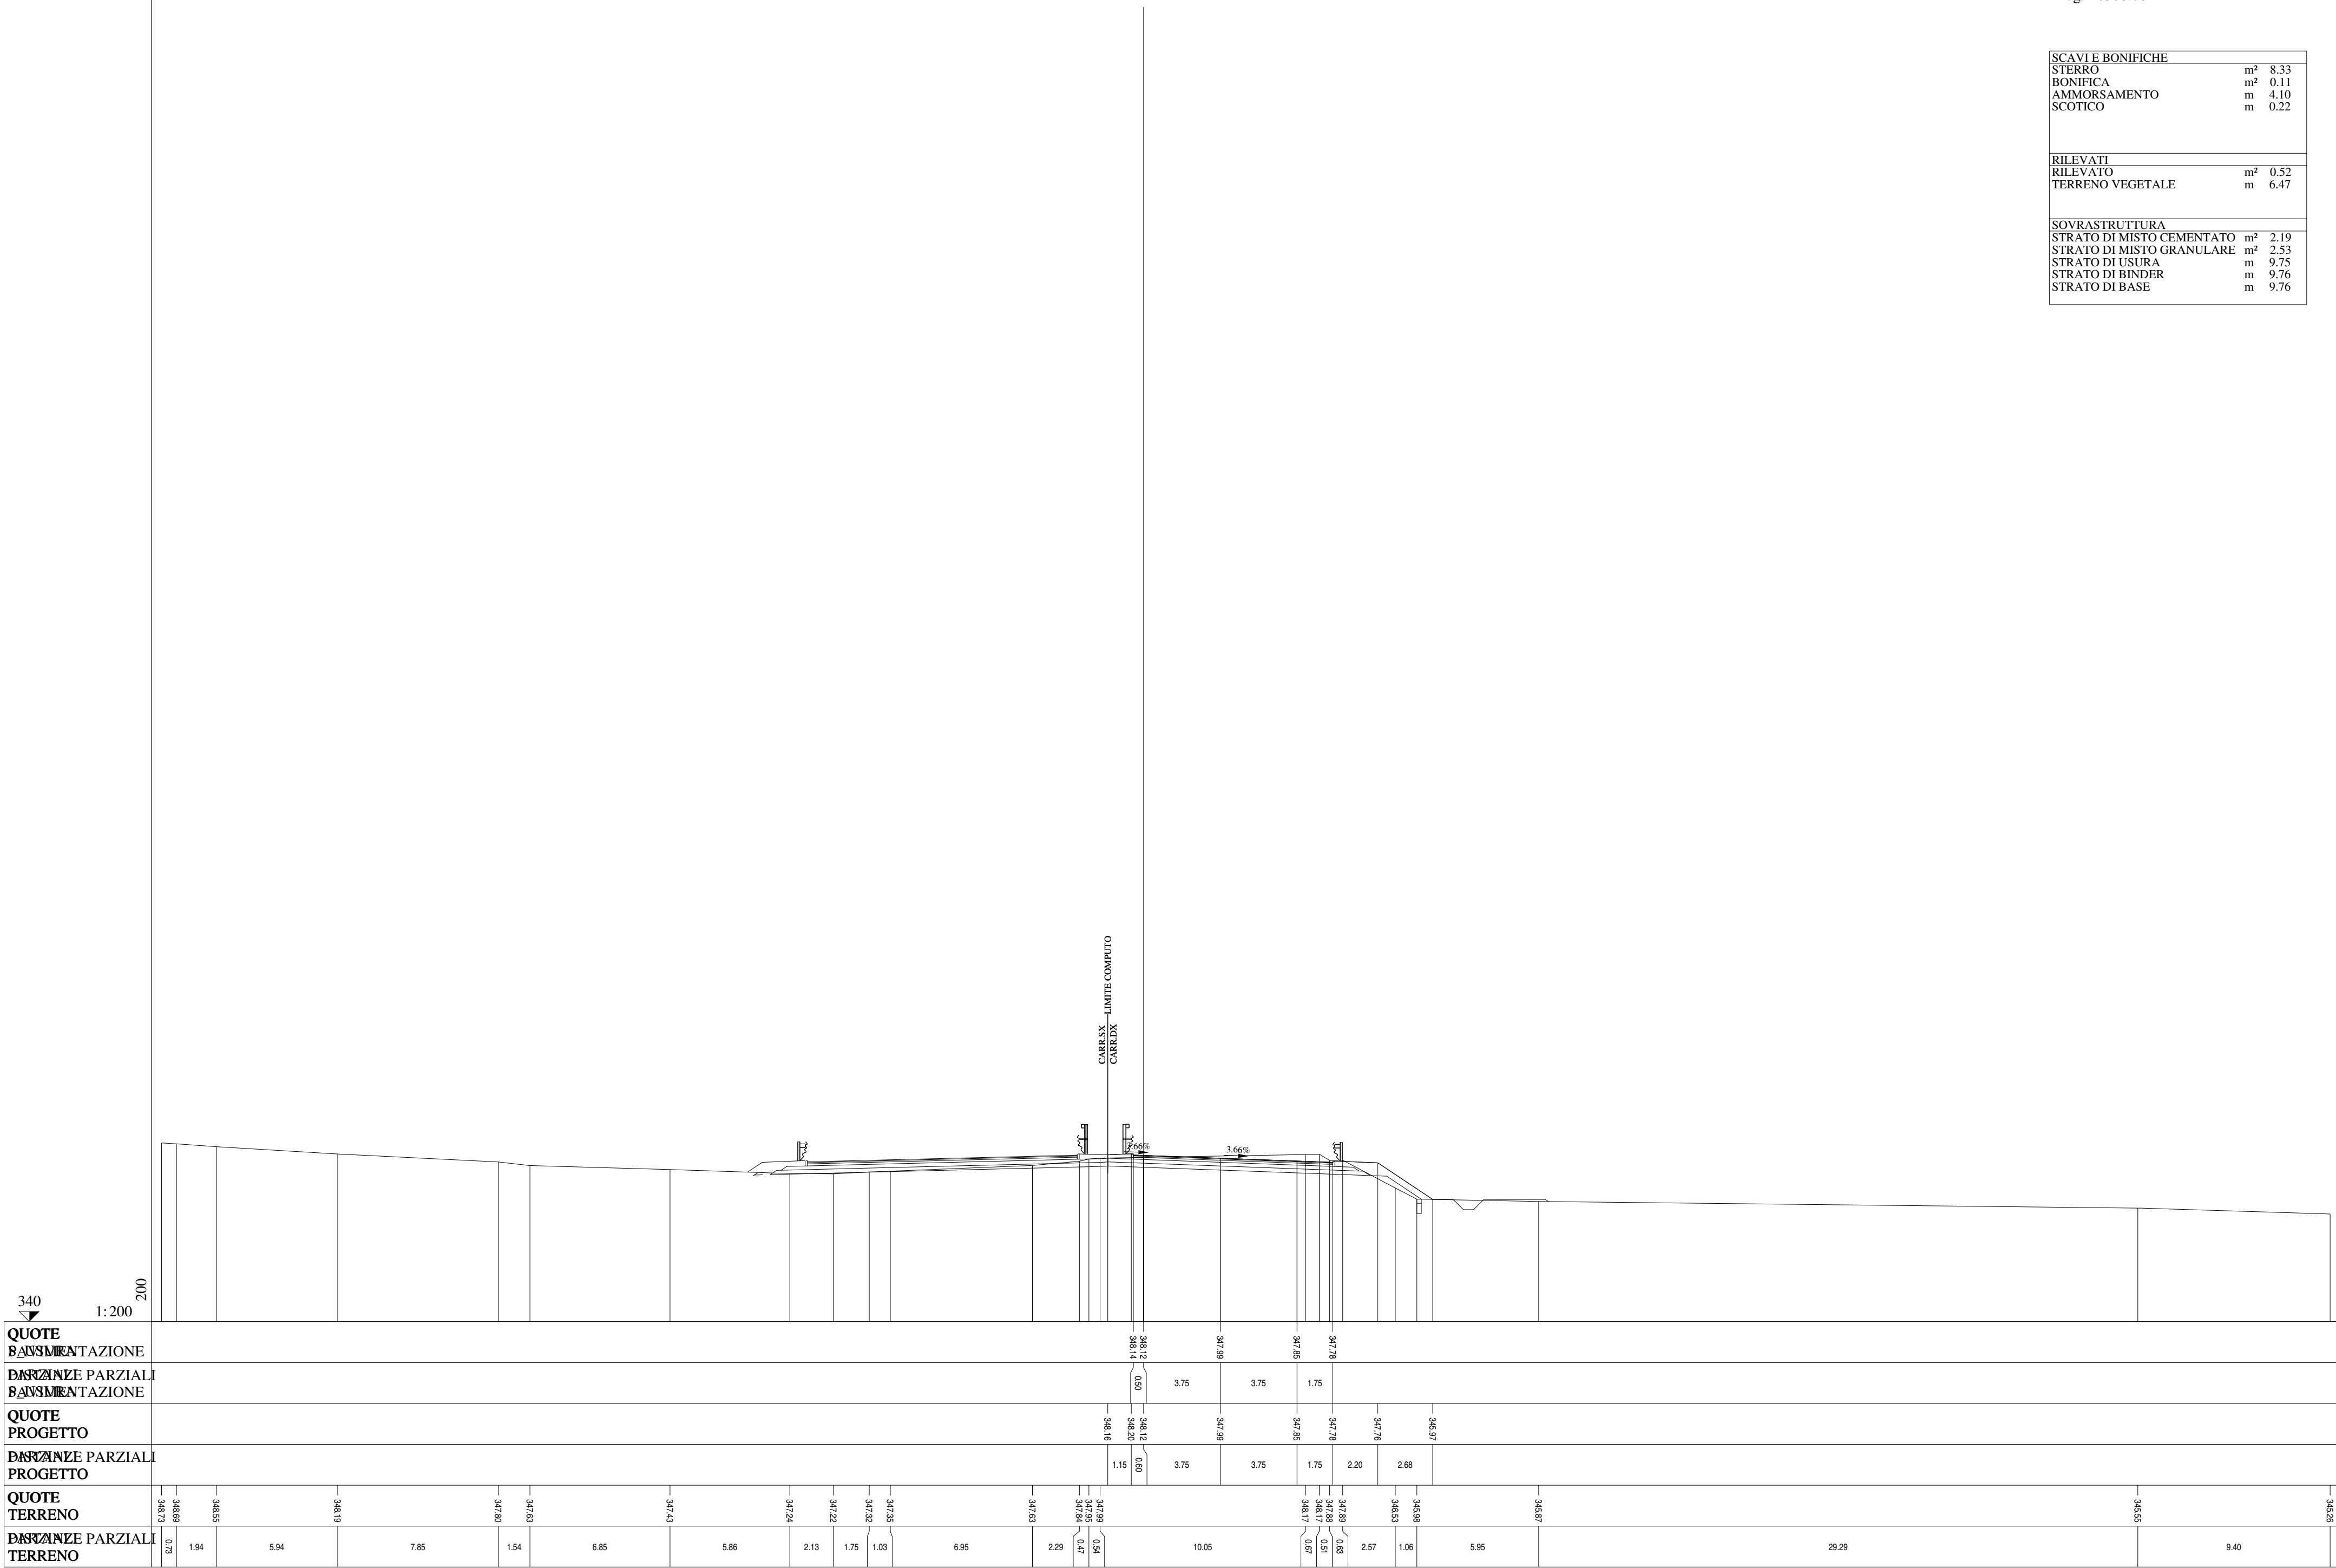 SCAVI E BONIFICHE
STERRO m² 8.33
BONIFICA m² 0.11
AMMORSAMENTO m 4.10
SCOTICO m 0.22
RILEVATI
RILEVATO m² 0.52
TERRENO VEGETALE m 6.47
SOVRASTRUTTURA
STRATO DI MISTO CEMENTATO m² 2.19
STRATO DI MISTO GRANULARE m² 2.53
STRATO DI USURA m 9.75
STRATO DI BINDER m 9.76
STRATO DI BASE m 9.76
LIMITE COMPUTO
CARR.SX
CARR.DX
3.66%
340
1:200
200
QUOTE
348.14 348.12 347.99 347.85 347.78
PARZIALI
0.50 3.75 3.75 1.75
QUOTE
PROGETTO
348.16 348.20 348.12 347.99 347.85 347.78 347.76 345.97
PARZIALI
PROGETTO
1.15 0.60 3.75 3.75 1.75 2.20 2.68
QUOTE
TERRENO
348.73 348.69 348.55 348.19 347.80 347.63 347.43 347.24 347.22 347.32 347.35 347.63 347.84 347.95 347.99 348.17 348.17 347.88 347.89 346.53 345.98 345.87 345.55 345.26
PARZIALI
TERRENO
0.73 1.94 5.94 7.85 1.54 6.85 5.86 2.13 1.75 1.03 6.95 2.29 0.47 0.54 10.05 0.67 0.51 0.63 2.57 1.06 5.95 29.29 9.40